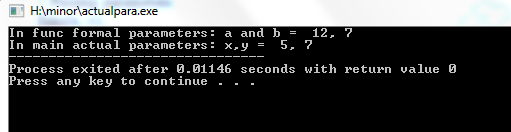 H:\minor\actualpara.exe
In func formal parameters: a and b =  12, 7
In main actual parameters: x,y =  5, 7
--------------------------------
Process exited after 0.01146 seconds with return value 0
Press any key to continue . . .